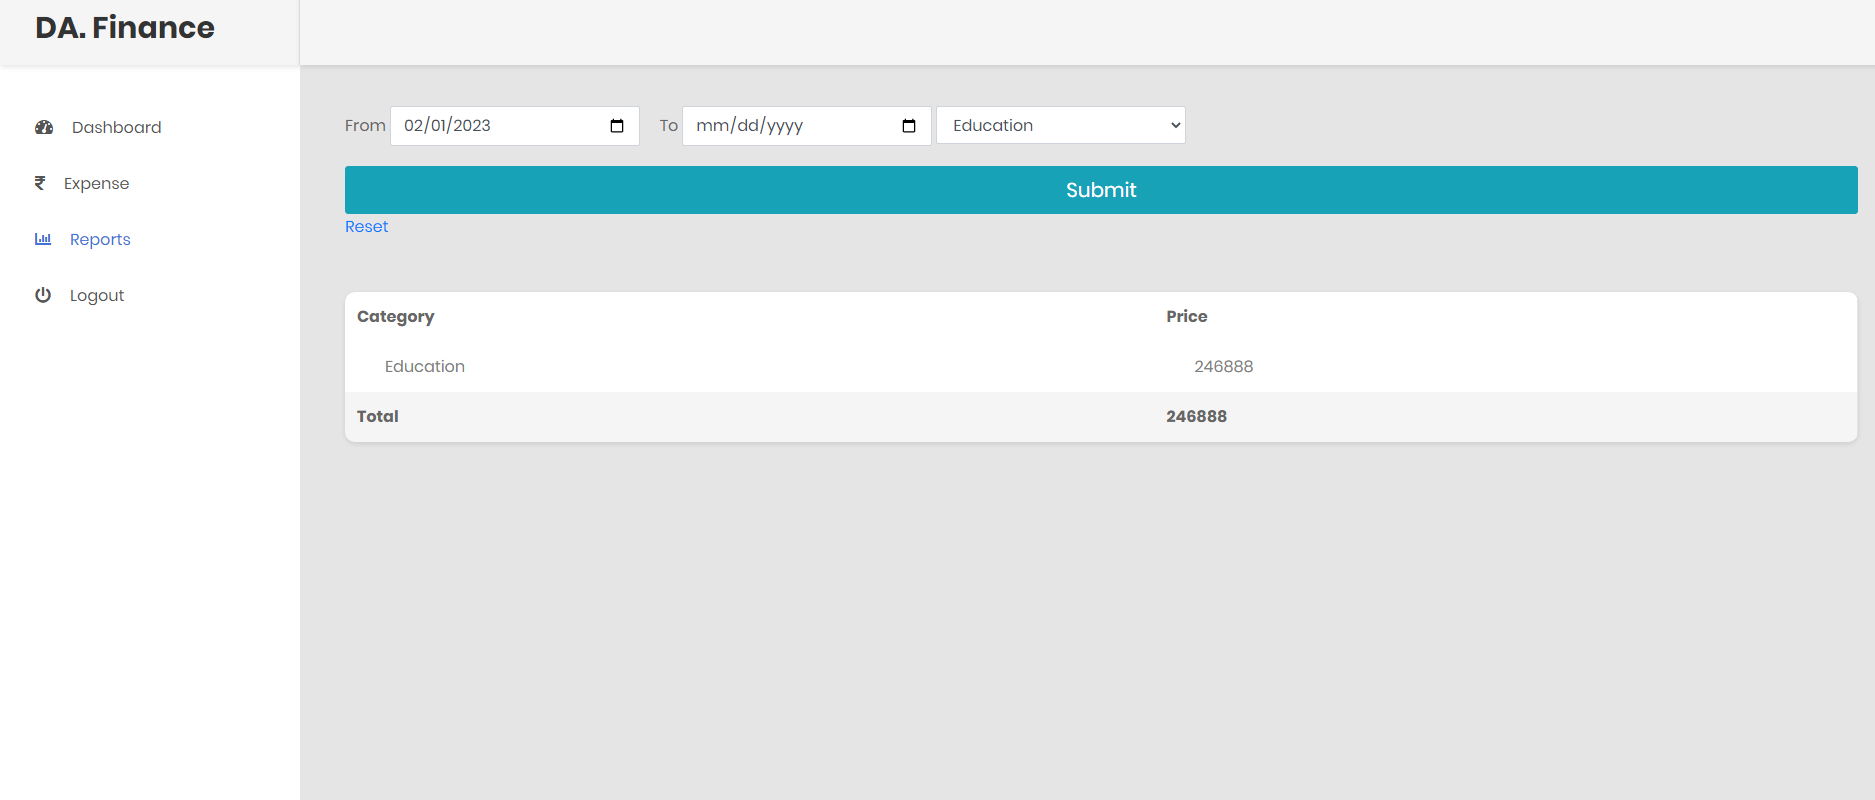 DA. Finance
Dashboard
Expense
Reports
Logout
From 02/01/2023 To mm/dd/yyyy Education
Submit
Reset
Category Price
Education 246888
Total 246888